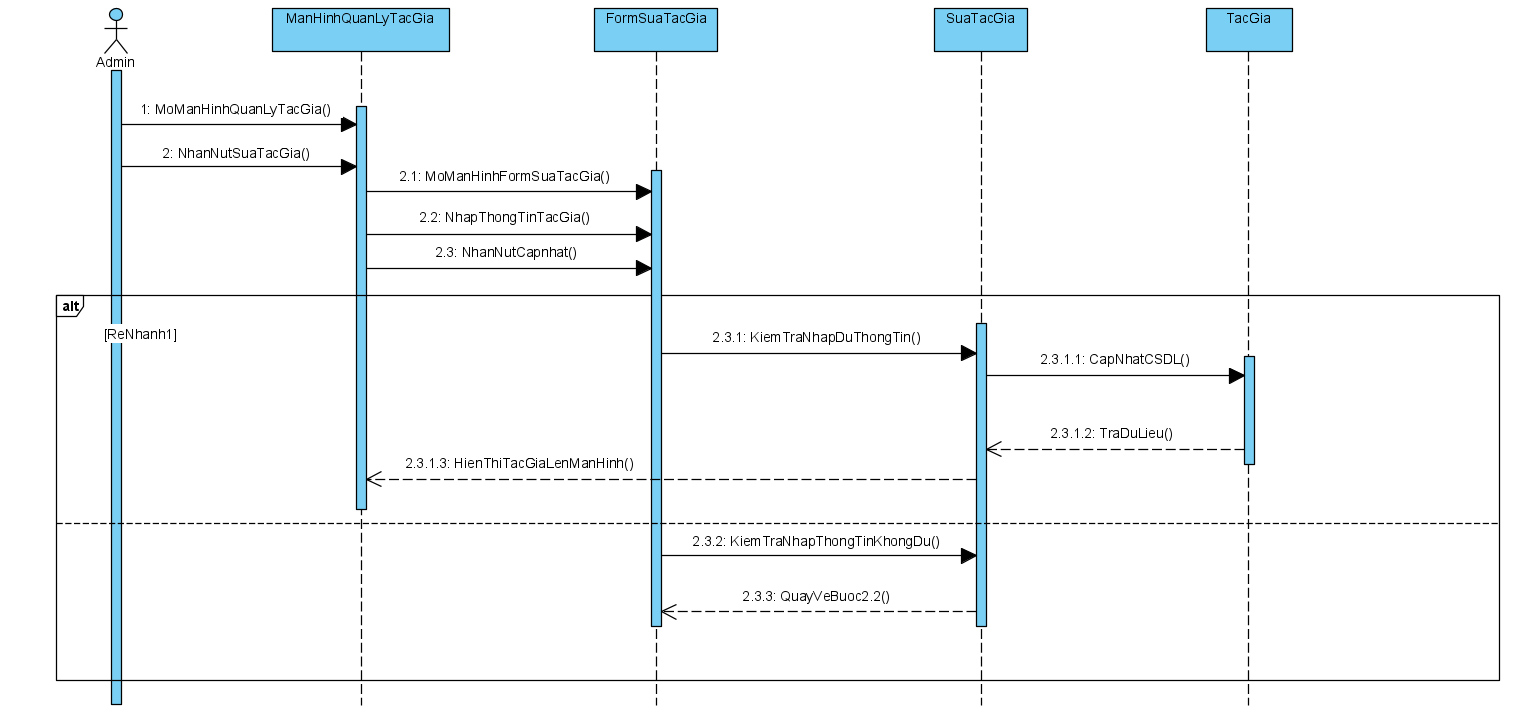 ManHinhQuanLyTacGia
FormSuaTacGia
SuaTacGia
TacGia
Admin
1: MoManHinhQuanLyTacGia()
2: NhanNutSuaTacGia()
2.1: MoManHinhFormSuaTacGia()
2.2: NhapThongTinTacGia()
2.3: NhanNutCapnhat()
alt
[ReNhanh1]
2.3.1: KiemTraNhapDuThongTin()
2.3.1.1: CapNhatCSDL()
2.3.1.2: TraDuLieu()
2.3.1.3: HienThiTacGiaLenManHinh()
2.3.2: KiemTraNhapThongTinKhongDu()
2.3.3: QuayVeBuoc2.2()